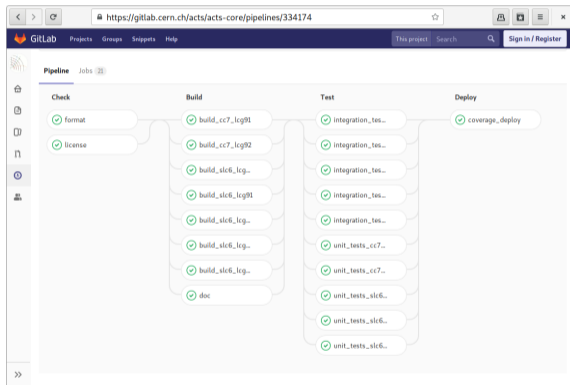 https://gitlab.cern.ch/acts/acts-core/pipelines/334174
GitLab Projects Groups Snippets Help This project Search Sign in / Register
Pipeline Jobs 21
Check Build Test Deploy
format build_cc7_lcg91 integration_tes... coverage_deploy
license build_cc7_lcg92 integration_tes...
build_slc6_lcg... integration_tes...
build_slc6_lcg91 integration_tes...
build_slc6_lcg... integration_tes...
build_slc6_lcg... unit_tests_cc7...
build_slc6_lcg... unit_tests_cc7...
doc unit_tests_slc6...
unit_tests_slc6...
unit_tests_slc6...